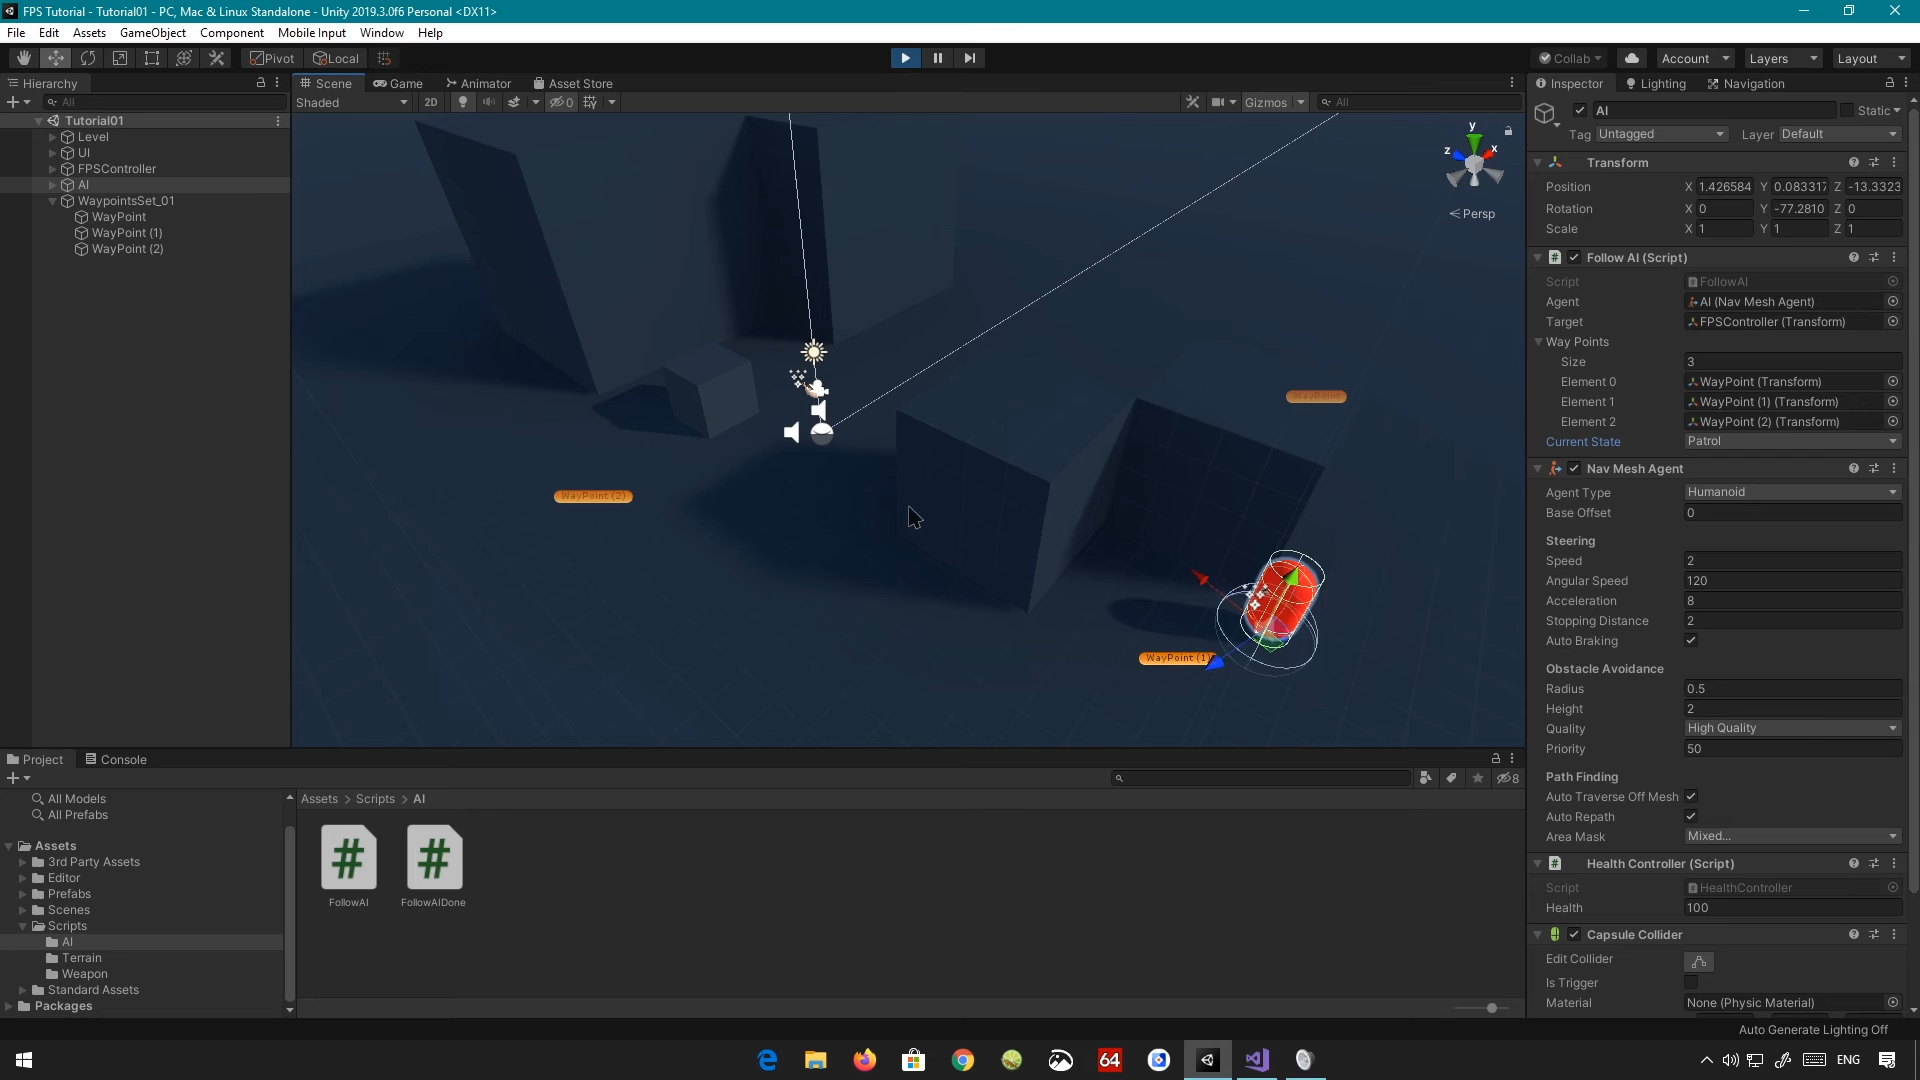 FPS Tutorial - Tutorial01 - PC, Mac & Linux Standalone - Unity 2019.3.0f6 Personal <DX11>
File Edit Assets GameObject Component Mobile Input Window Help
Pivot Local Collab Account Layers Layout
Hierarchy
All
Tutorial01
Level
UI
FPSController
AI
WaypointsSet_01
WayPoint
WayPoint (1)
WayPoint (2)
Scene Game Animator Asset Store
Shaded 2D 0 Gizmos All
y
z x
Persp
WayPoint
WayPoint (2)
WayPoint (1)
Inspector Lighting Navigation
AI Static
Tag Untagged Layer Default
Transform
Position X 1.426584 Y 0.083317 Z -13.3323
Rotation X 0 Y -77.2810 Z 0
Scale X 1 Y 1 Z 1
Follow AI (Script)
Script FollowAI
Agent AI (Nav Mesh Agent)
Target FPSController (Transform)
Way Points
Size 3
Element 0 WayPoint (Transform)
Element 1 WayPoint (1) (Transform)
Element 2 WayPoint (2) (Transform)
Current State Patrol
Nav Mesh Agent
Agent Type Humanoid
Base Offset 0
Steering
Speed 2
Angular Speed 120
Acceleration 8
Stopping Distance 2
Auto Braking
Obstacle Avoidance
Radius 0.5
Height 2
Quality High Quality
Priority 50
Path Finding
Auto Traverse Off Mesh
Auto Repath
Area Mask Mixed...
Health Controller (Script)
Script HealthController
Health 100
Capsule Collider
Edit Collider
Is Trigger
Material None (Physic Material)
Project Console
8
All Models
All Prefabs
Assets
3rd Party Assets
Editor
Prefabs
Scenes
Scripts
AI
Terrain
Weapon
Standard Assets
Packages
Assets > Scripts > AI
FollowAI FollowAIDone
Auto Generate Lighting Off
64 ENG